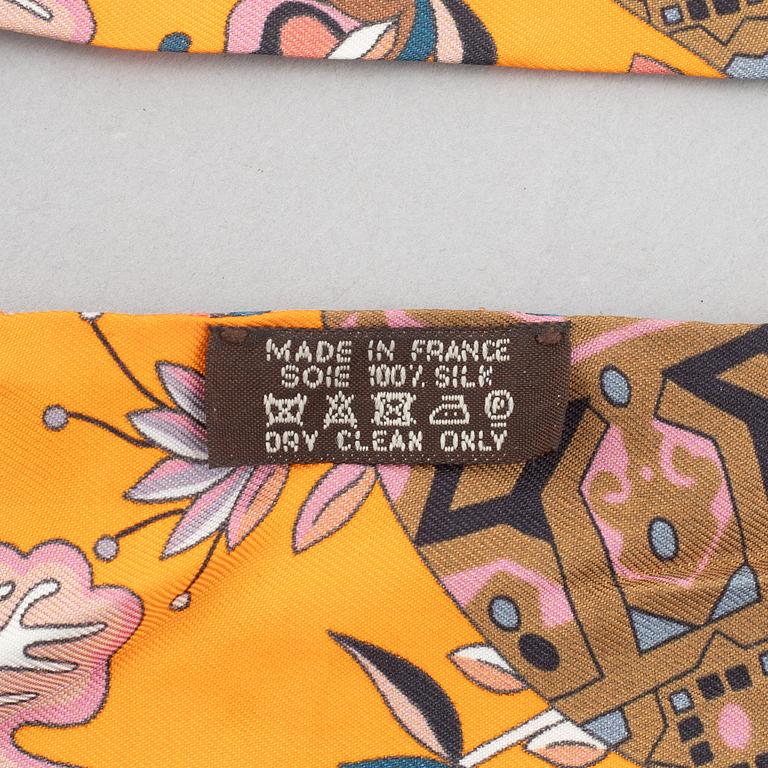 MADE IN FRANCE
SOIE 100% SILK
P
DRY CLEAN ONLY